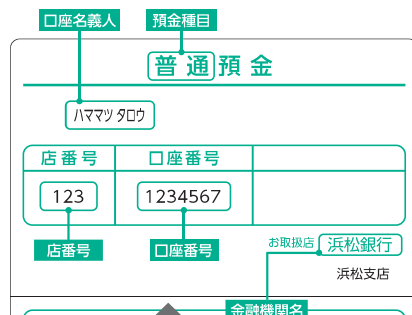 口座名義人 預金種目
普通預金
ハママツ タロウ
店番号 口座番号
123 1234567
店番号 口座番号
お取扱店 浜松銀行
浜松支店
金融機関名